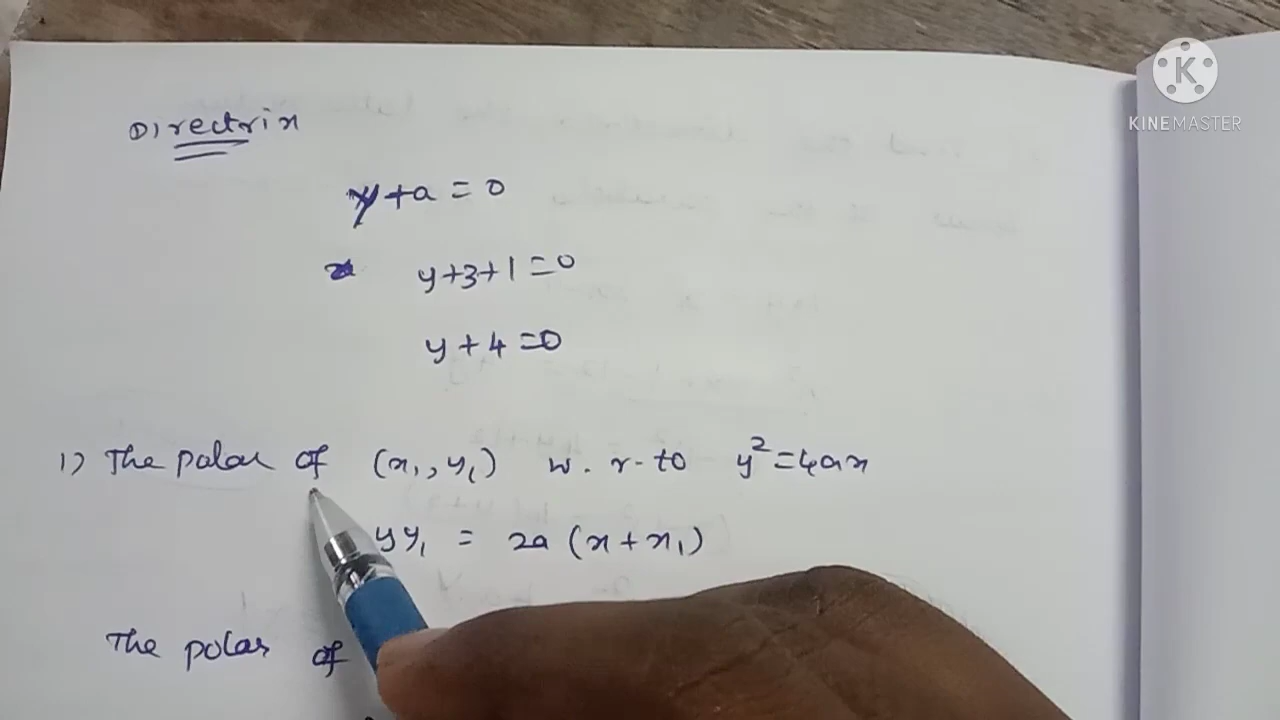 Directrix
y+a=0
y+3+1=0
y+4=0
1) The polar of (x₁, y₁) w.r.to y²=4ax
yy₁ = 2a (x+x₁)
The polar of
K
KINEMASTER